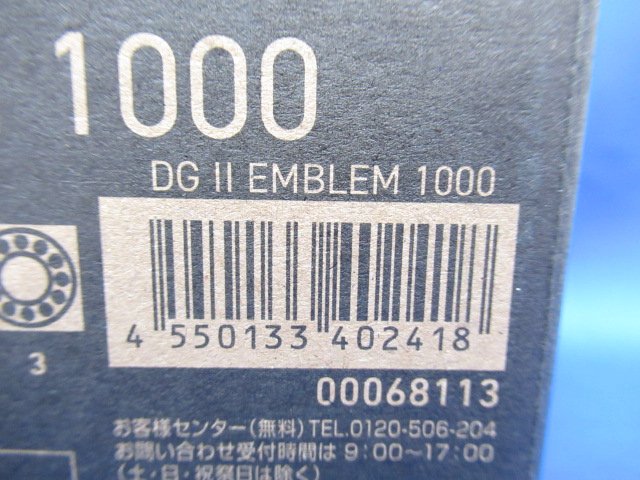 1000
DG II EMBLEM 1000
4 550133 402418
3
00068113
お客様センター(無料)TEL.0120-506-204
お問い合わせ受付時間は 9:00〜17:00
(土・日・祝祭日は除く)